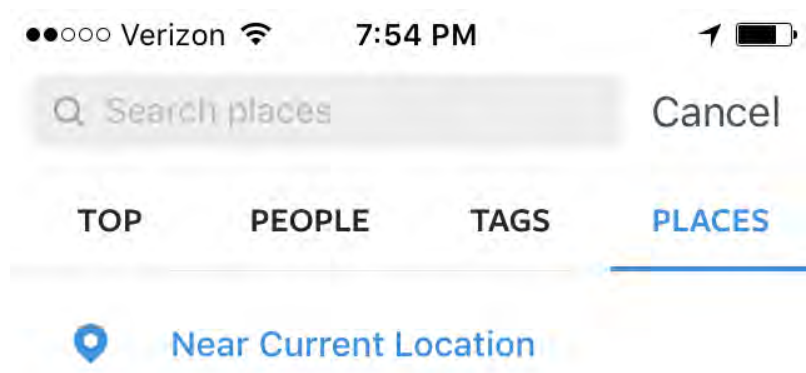 Verizon 7:54 PM
Search places Cancel
TOP PEOPLE TAGS PLACES
Near Current Location